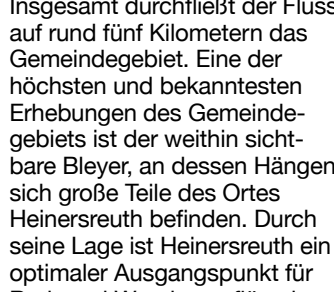 Insgesamt durchfließt der Fluss
auf rund fünf Kilometern das
Gemeindegebiet. Eine der
höchsten und bekanntesten
Erhebungen des Gemeinde-
gebiets ist der weithin sicht-
bare Bleyer, an dessen Hängen
sich große Teile des Ortes
Heinersreuth befinden. Durch
seine Lage ist Heinersreuth ein
optimaler Ausgangspunkt für